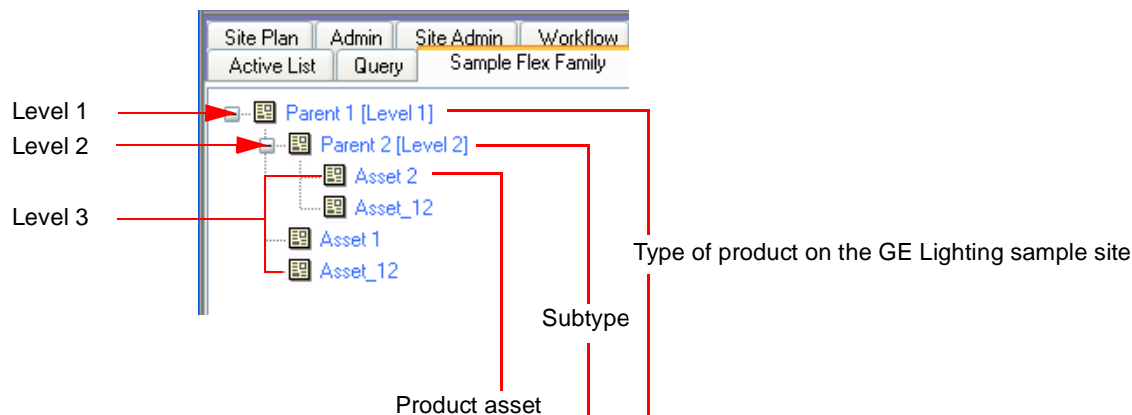 Site Plan Admin Site Admin Workflow
Active List Query Sample Flex Family
Level 1
Parent 1 [Level 1]
Level 2
Parent 2 [Level 2]
Asset 2
Level 3
Asset_12
Asset 1
Type of product on the GE Lighting sample site
Asset_12
Subtype
Product asset